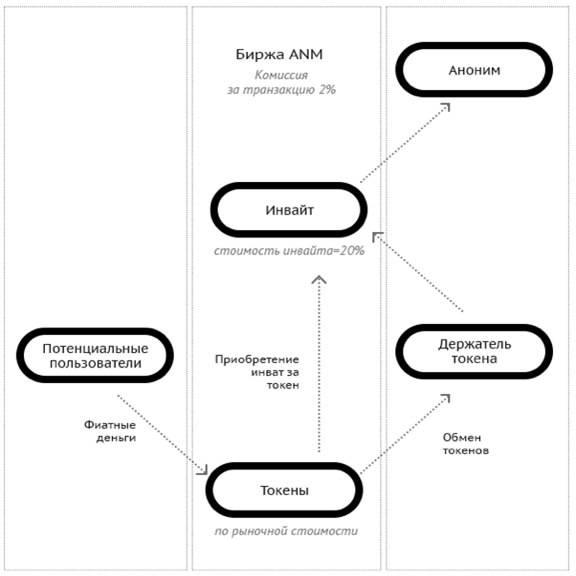 Биржа ANM
Комиссия
за транзакцию 2%
Аноним
Инвайт
стоимость инвайта=20%
Потенциальные
пользователи
Держатель
токена
Приобретение
инват за
токен
Фиатные
деньги
Обмен
токенов
Токены
по рыночной стоимости